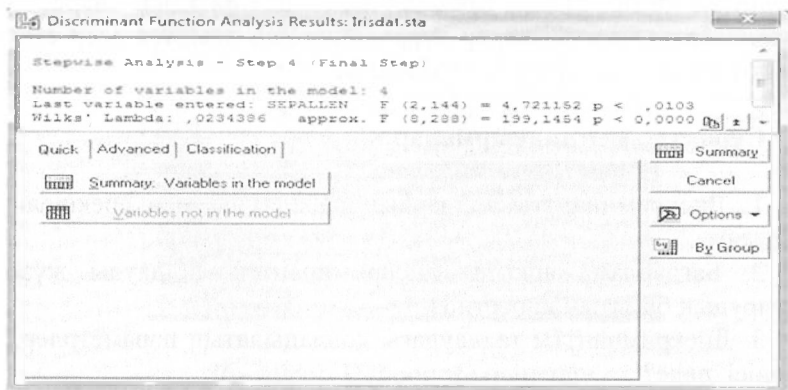 Discriminant Function Analysis Results: Irisdat.sta
Stepwise Analysis - Step 4 (Final Step)
Number of variables in the model: 4
Last variable entered: SEPALLEN F (2,144) = 4,721152 p < ,0103
Wilks' Lambda: ,0234386 approx. F (8,288) = 199,1454 p < 0,0000
Quick | Advanced | Classification |
Summary
Summary: Variables in the model
Cancel
Variables not in the model
Options
By Group